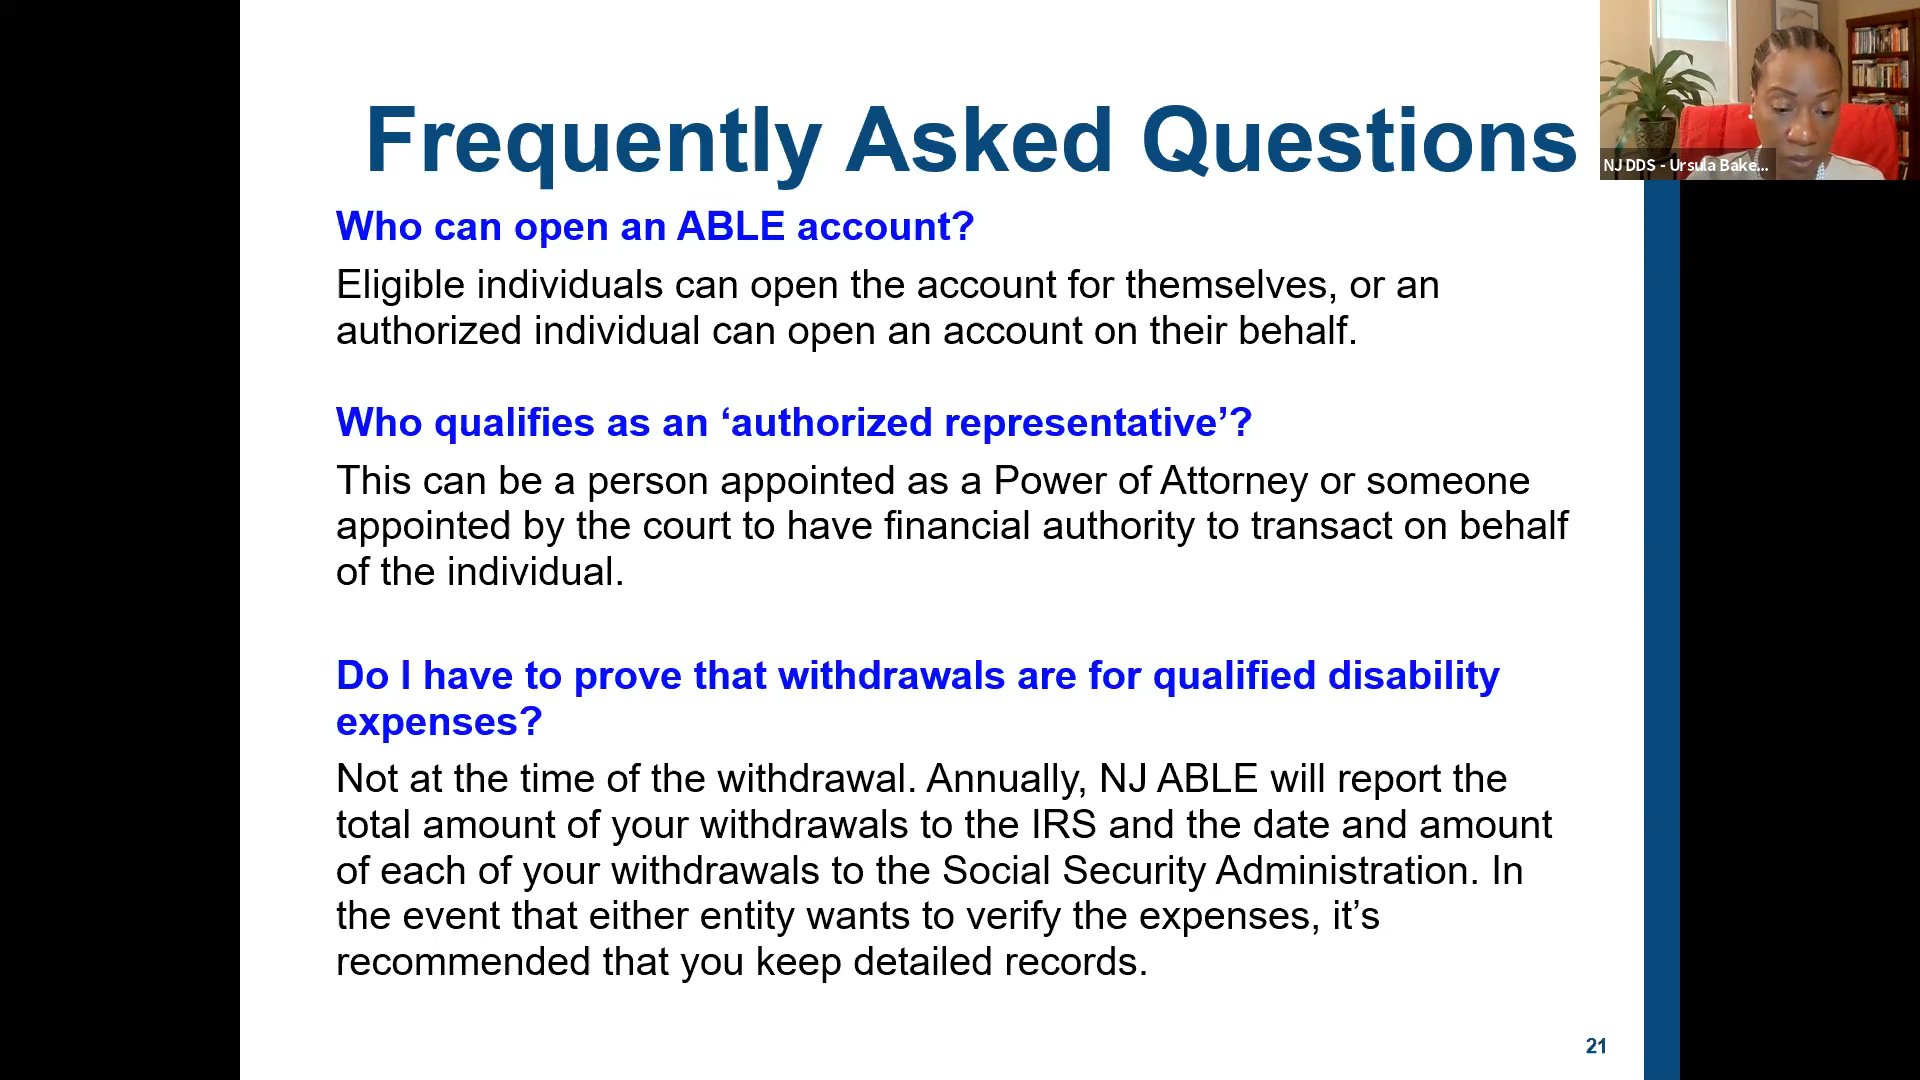 Frequently Asked Questions
NJ DDS - Ursula Bake...
Who can open an ABLE account?
Eligible individuals can open the account for themselves, or an
authorized individual can open an account on their behalf.
Who qualifies as an ‘authorized representative’?
This can be a person appointed as a Power of Attorney or someone
appointed by the court to have financial authority to transact on behalf
of the individual.
Do I have to prove that withdrawals are for qualified disability
expenses?
Not at the time of the withdrawal. Annually, NJ ABLE will report the
total amount of your withdrawals to the IRS and the date and amount
of each of your withdrawals to the Social Security Administration. In
the event that either entity wants to verify the expenses, it’s
recommended that you keep detailed records.
21